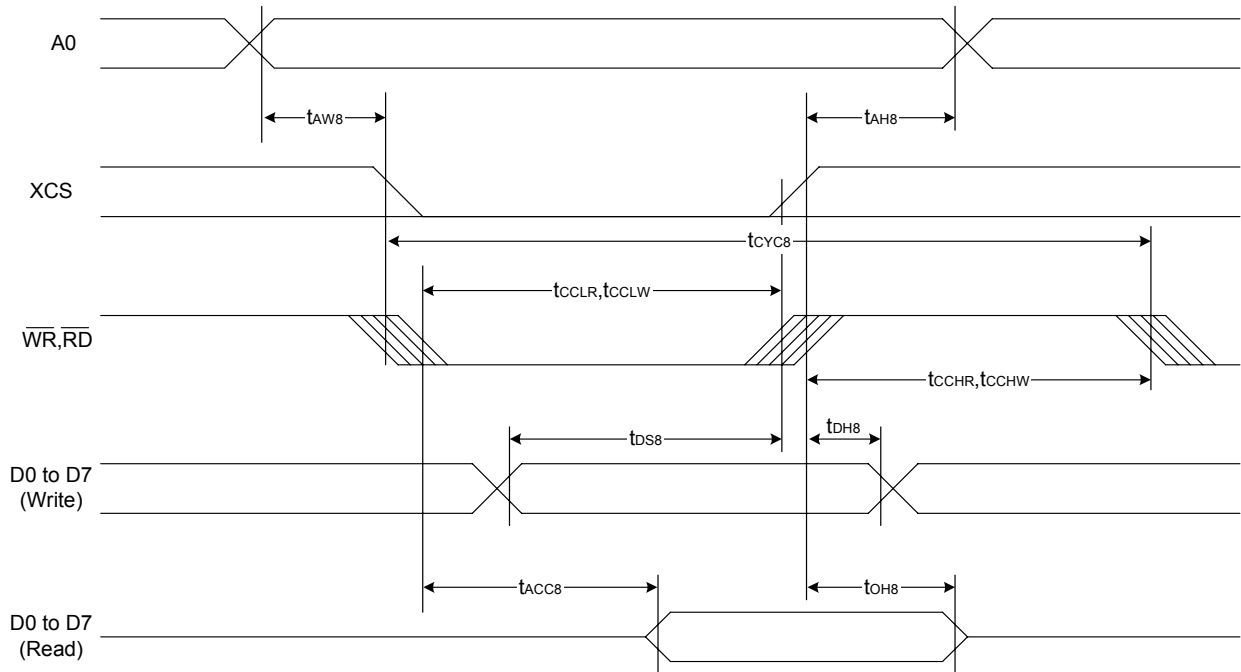 A0
tAW8
tAH8
XCS
tCYC8
tCCLR,tCCLW
WR,RD
tCCHR,tCCHW
tDS8
tDH8
D0 to D7
(Write)
tACC8
tOH8
D0 to D7
(Read)